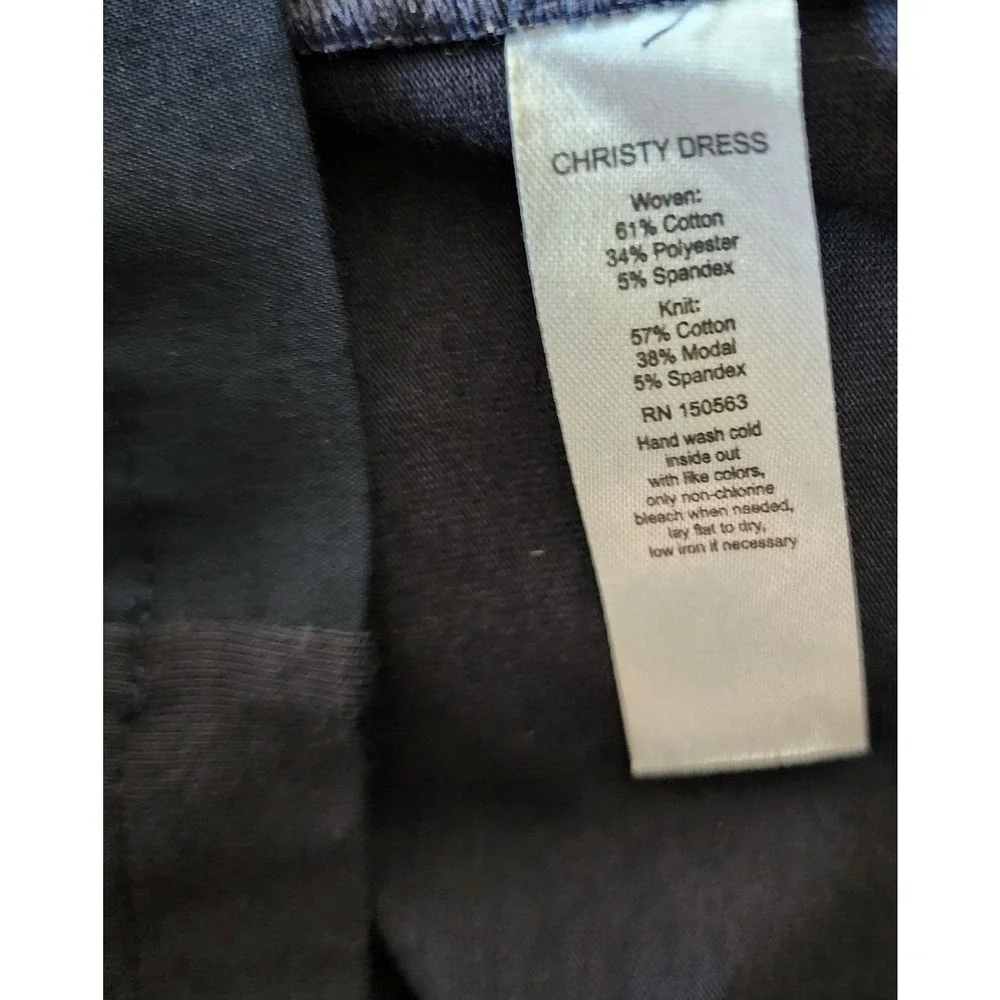 CHRISTY DRESS
Woven:
61% Cotton
34% Polyester
5% Spandex
Knit:
57% Cotton
38% Modal
5% Spandex
RN 150563
Hand wash cold
inside out
with like colors,
only non-chlorine
bleach when needed,
lay flat to dry,
low iron if necessary